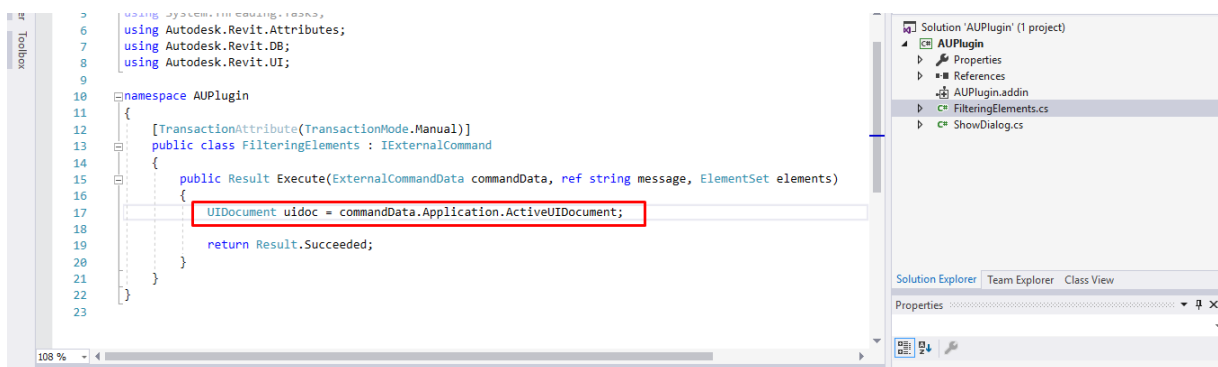 Toolbox
5 using System.Threading.Tasks;
6 using Autodesk.Revit.Attributes;
7 using Autodesk.Revit.DB;
8 using Autodesk.Revit.UI;
9
10 namespace AUPlugin
11 {
12 [TransactionAttribute(TransactionMode.Manual)]
13 public class FilteringElements : IExternalCommand
14 {
15 public Result Execute(ExternalCommandData commandData, ref string message, ElementSet elements)
16 {
17 UIDocument uidoc = commandData.Application.ActiveUIDocument;
18
19 return Result.Succeeded;
20 }
21 }
22 }
23
108 %
Solution 'AUPlugin' (1 project)
C# AUPlugin
Properties
References
AUPlugin.addin
C# FilteringElements.cs
C# ShowDialog.cs
Solution Explorer Team Explorer Class View
Properties